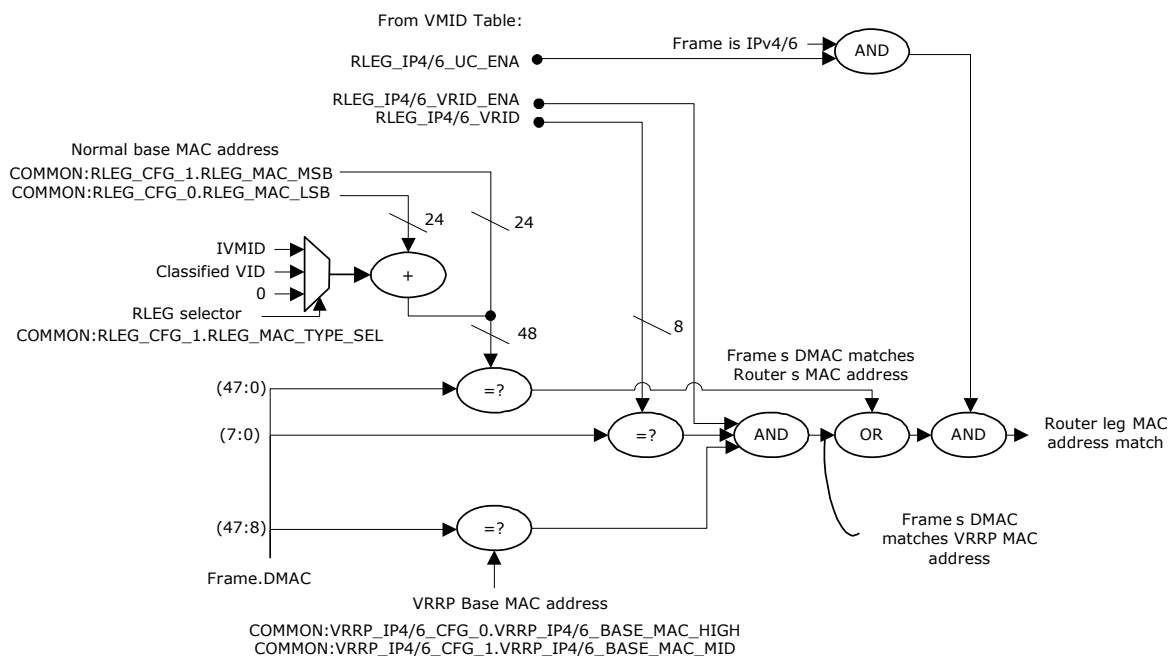 From VMID Table:
Frame is IPv4/6
AND
RLEG_IP4/6_UC_ENA
RLEG_IP4/6_VRID_ENA
RLEG_IP4/6_VRID
Normal base MAC address
COMMON:RLEG_CFG_1.RLEG_MAC_MSB
COMMON:RLEG_CFG_0.RLEG_MAC_LSB
24
24
IVMID
Classified VID
0
+
RLEG selector
COMMON:RLEG_CFG_1.RLEG_MAC_TYPE_SEL
48
8
Frame s DMAC matches
Router s MAC address
(47:0)
=?
(7:0)
=?
AND
OR
AND
Router leg MAC
address match
(47:8)
=?
Frame s DMAC
matches VRRP MAC
address
Frame.DMAC
VRRP Base MAC address
COMMON:VRRP_IP4/6_CFG_0.VRRP_IP4/6_BASE_MAC_HIGH
COMMON:VRRP_IP4/6_CFG_1.VRRP_IP4/6_BASE_MAC_MID